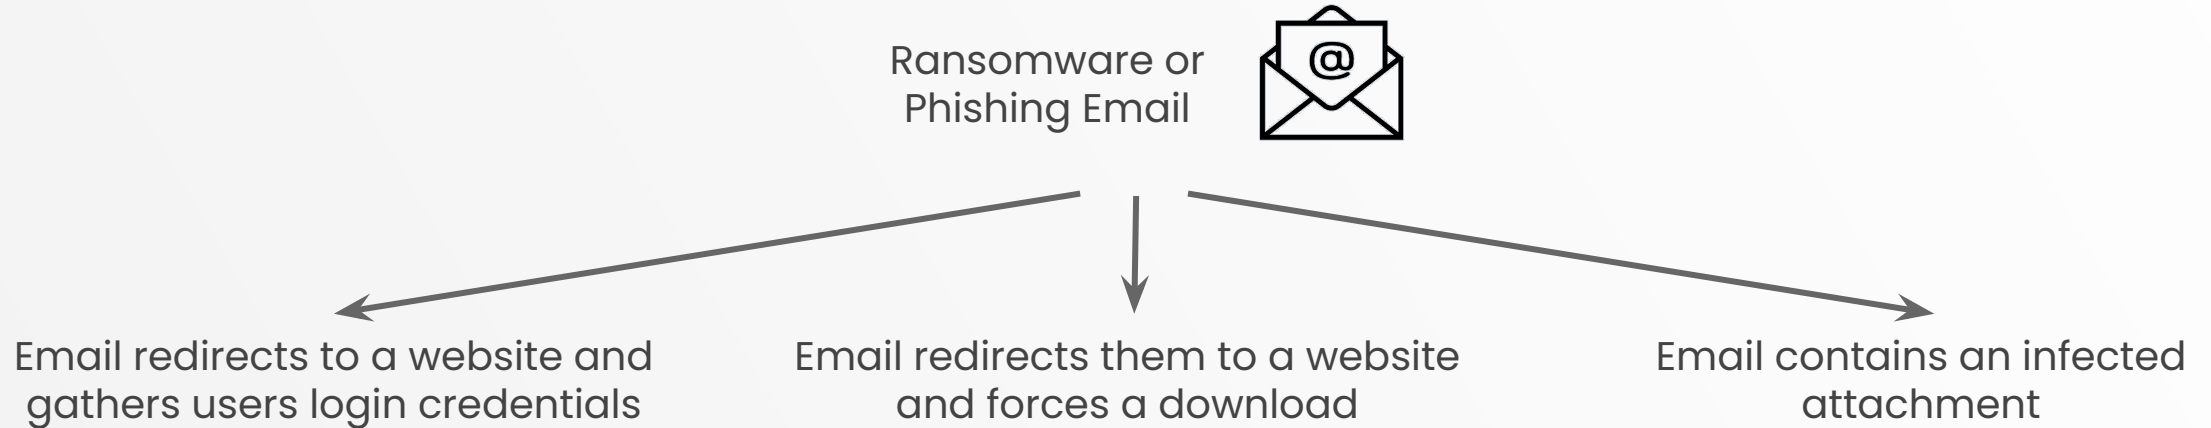 Ransomware or
Phishing Email
@
Email redirects to a website and
gathers users login credentials
Email redirects them to a website
and forces a download
Email contains an infected
attachment